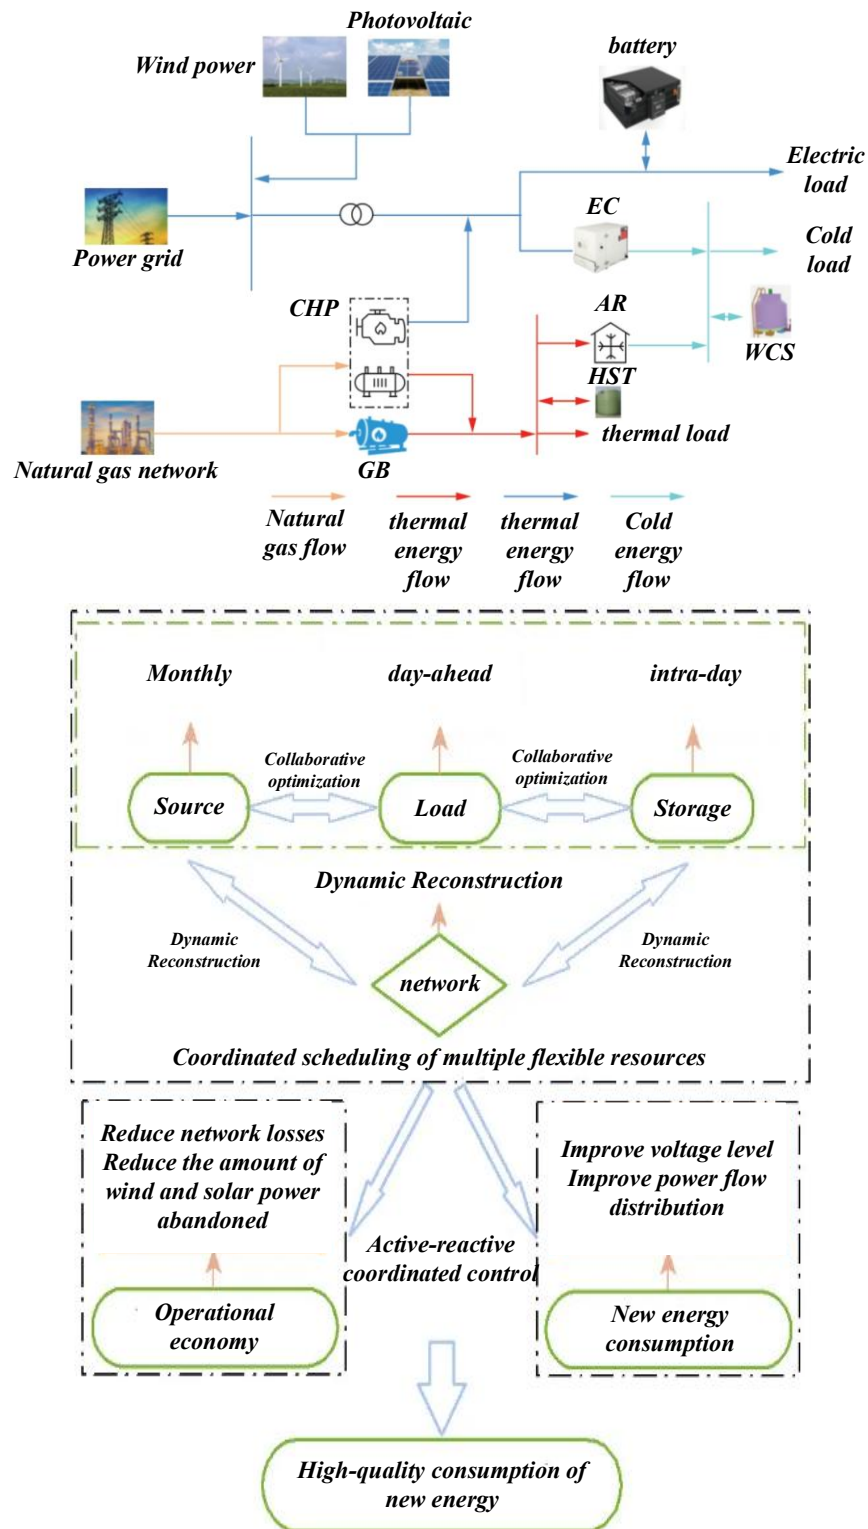 Photovoltaic
Wind power
battery
Electric
load
EC
Power grid
Cold
load
CHP
AR
WCS
HST
thermal load
Natural gas network
GB
Natural
gas flow
thermal
energy
flow
thermal
energy
flow
Cold
energy
flow
Monthly
day-ahead
intra-day
Collaborative
optimization
Collaborative
optimization
Source
Load
Storage
Dynamic Reconstruction
Dynamic
Reconstruction
Dynamic
Reconstruction
network
Coordinated scheduling of multiple flexible resources
Reduce network losses
Reduce the amount of
wind and solar power
abandoned
Improve voltage level
Improve power flow
distribution
Active-reactive
coordinated control
Operational
economy
New energy
consumption
High-quality consumption of
new energy